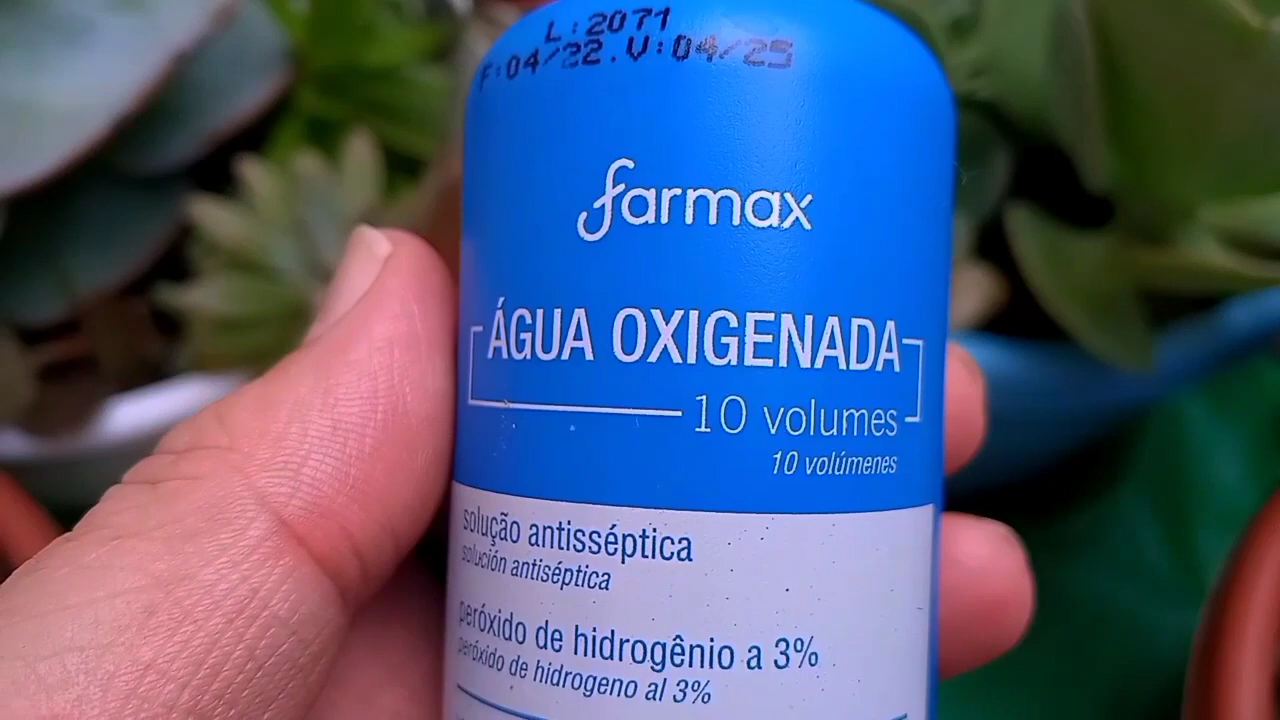 L:2071
F:04/22.V:04/25
farmax
ÁGUA OXIGENADA
10 volumes
10 volúmenes
solução antisséptica
solución antiséptica
peróxido de hidrogênio a 3%
peróxido de hidrogeno al 3%